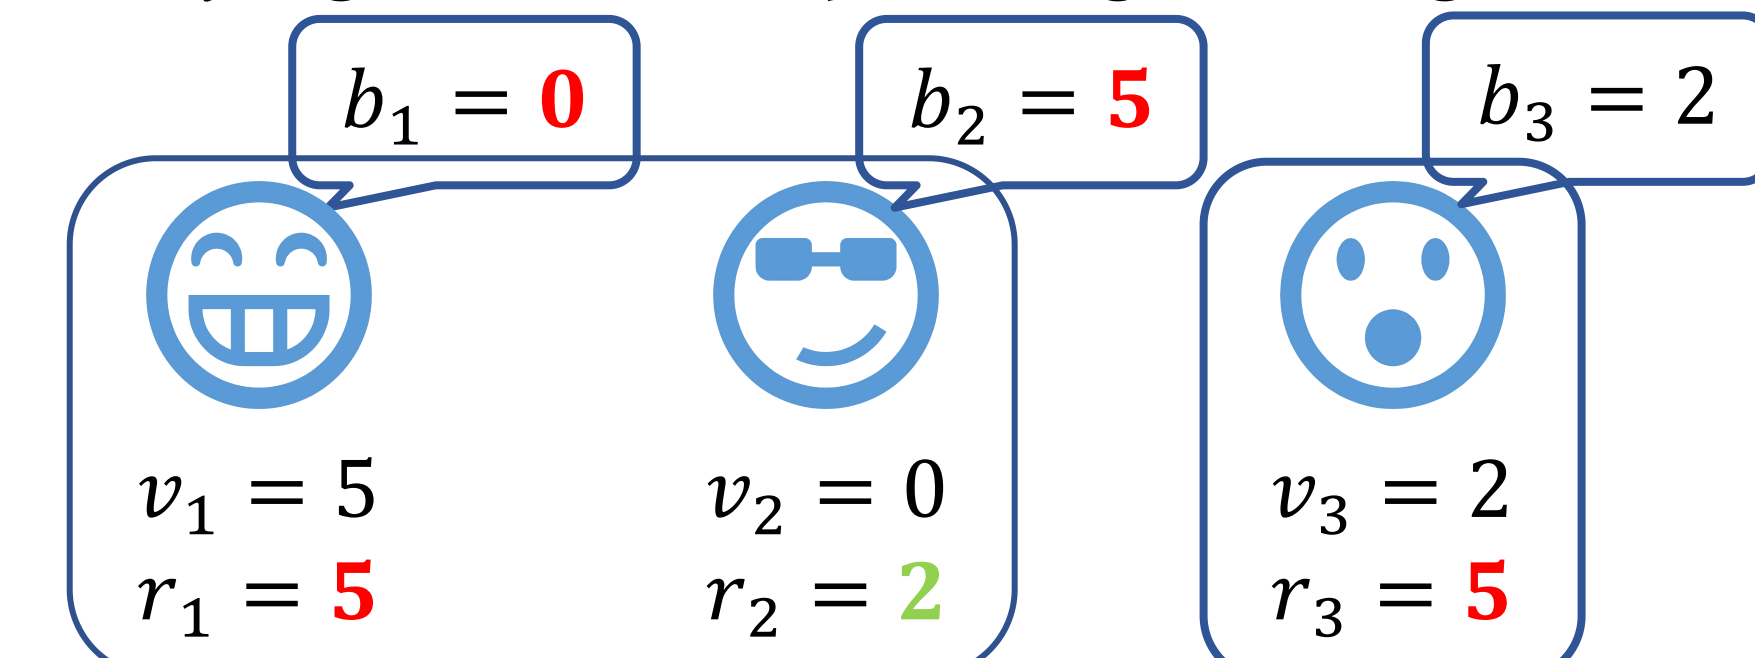 b₁ = 0 b₂ = 5 b₃ = 2
v₁ = 5 v₂ = 0 v₃ = 2
r₁ = 5 r₂ = 2 r₃ = 5